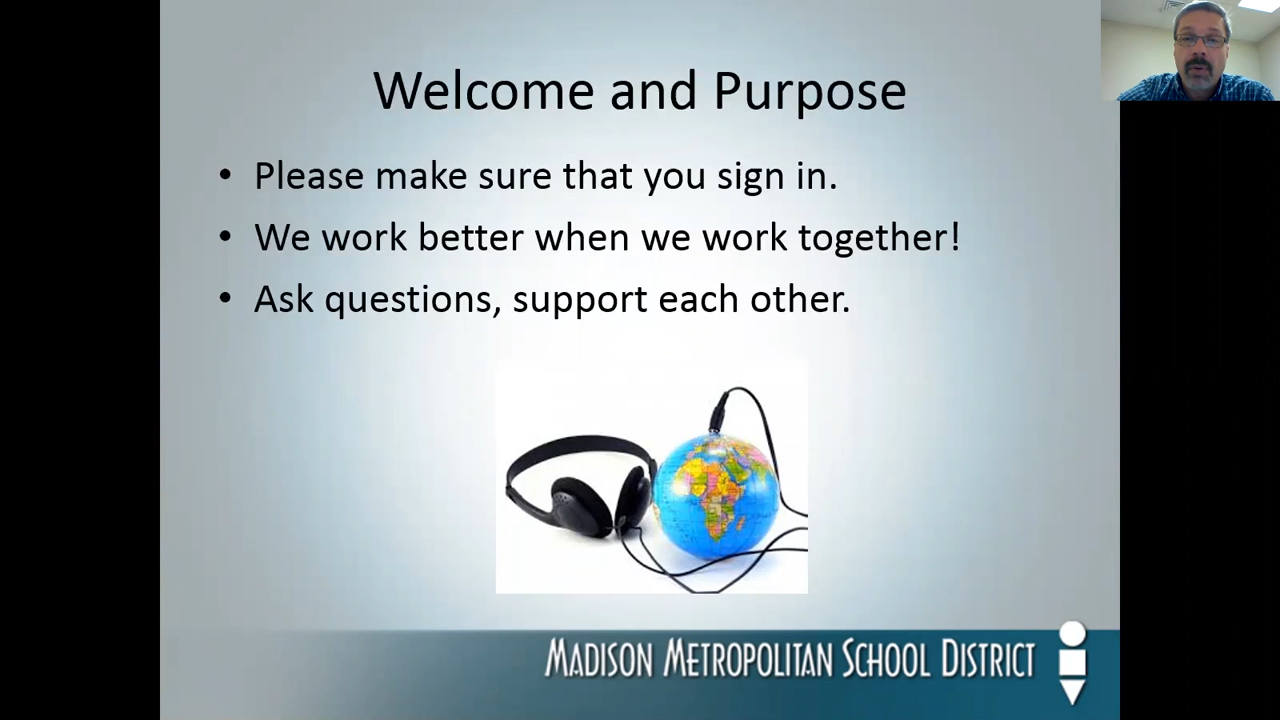 Welcome and Purpose
• Please make sure that you sign in.
• We work better when we work together!
• Ask questions, support each other.
MADISON METROPOLITAN SCHOOL DISTRICT